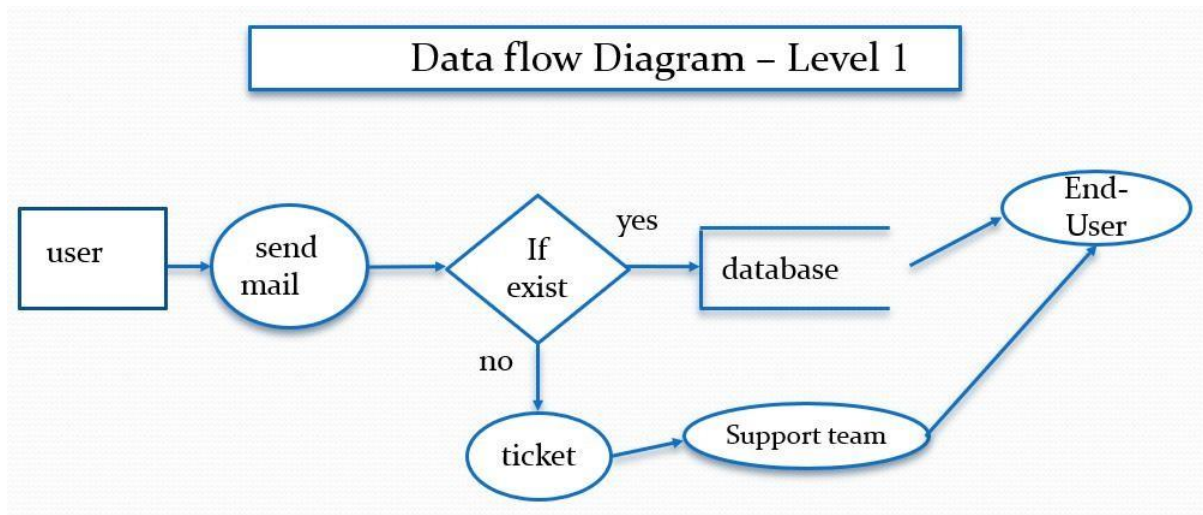 Data flow Diagram – Level 1
user
send
mail
If
exist
yes
no
database
End-
User
ticket
Support team